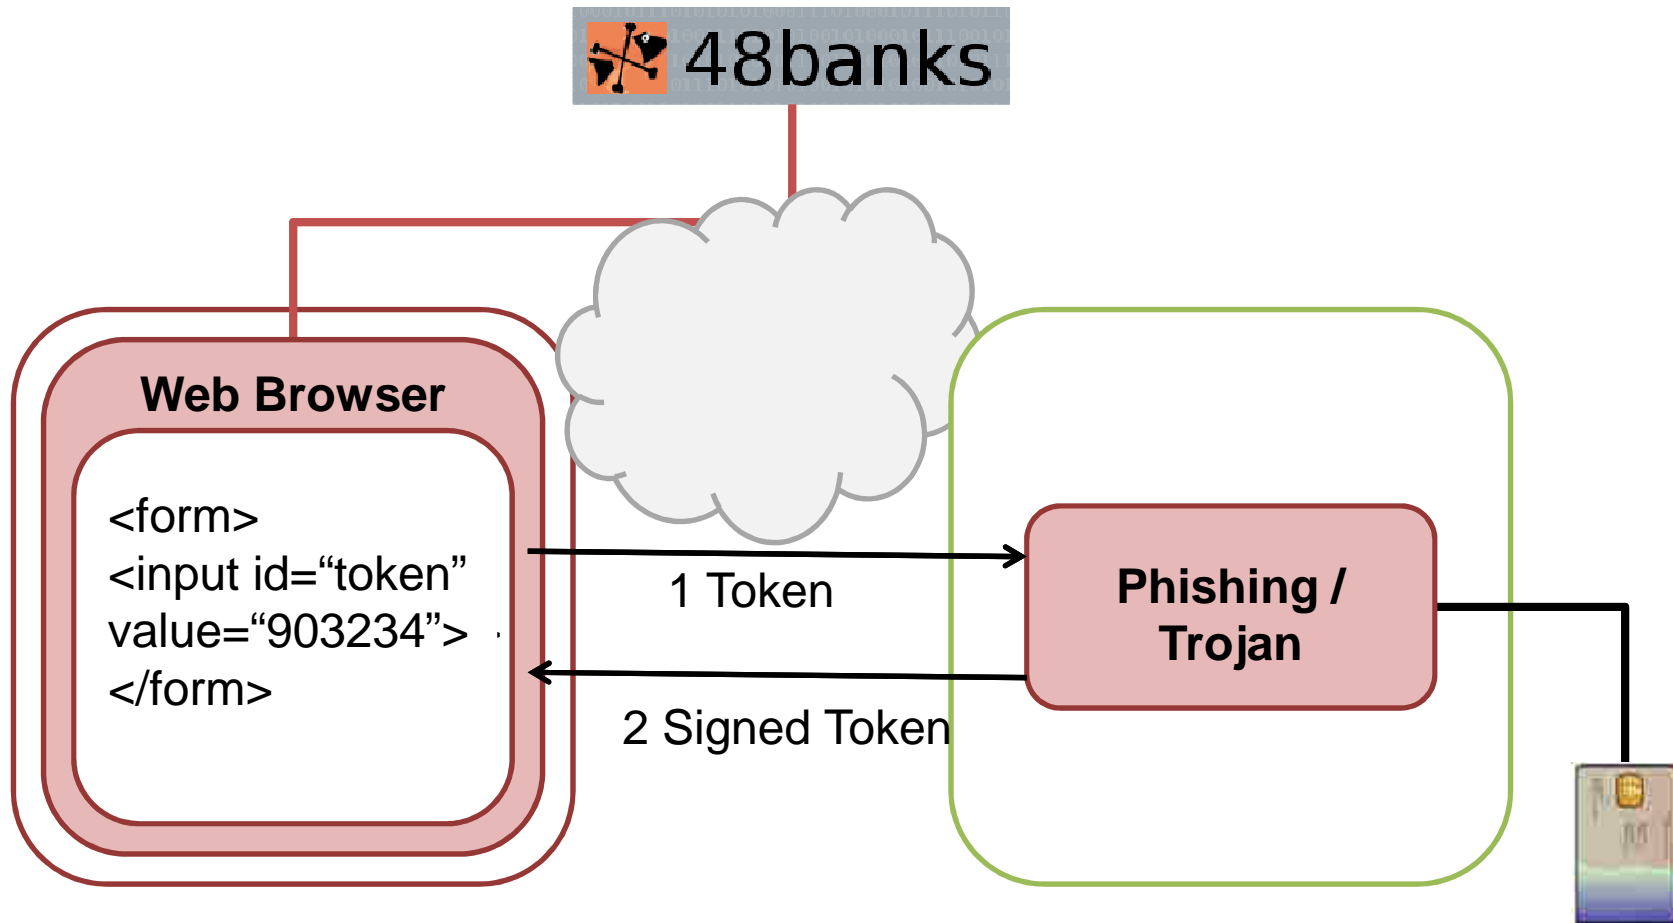 48banks
Web Browser
<form>
<input id=“token”
value=“903234”>
</form>
1 Token
2 Signed Token
Phishing /
Trojan